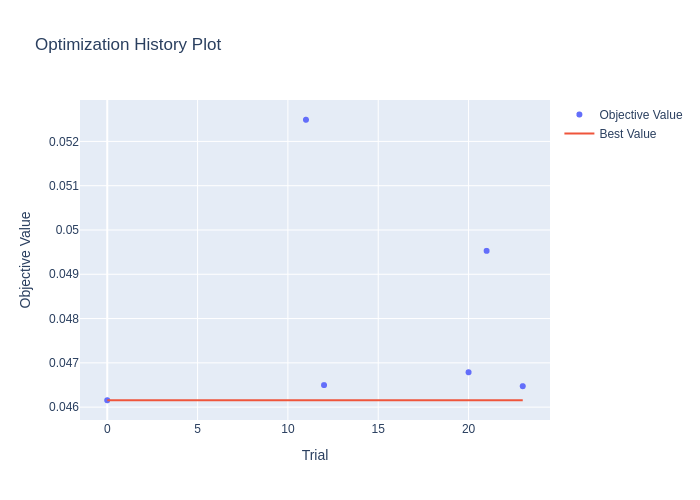 Optimization History Plot
Objective Value
Best Value
0.052
0.051
0.05
0.049
0.048
0.047
0.046
Objective Value
0
5
10
15
20
Trial